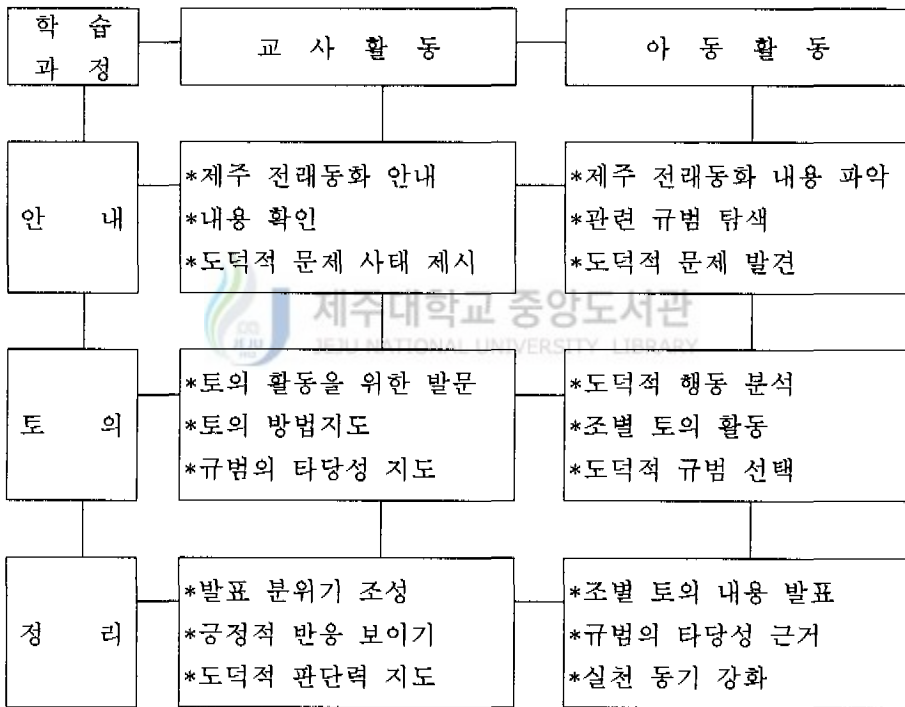 학 습
과 정
교 사 활 동
아 동 활 동
안 내
*제주 전래동화 안내
*내용 확인
*도덕적 문제 사태 제시
*제주 전래동화 내용 파악
*관련 규범 탐색
*도덕적 문제 발견
제주대학교 중앙도서관
JEJU NATIONAL UNIVERSITY LIBRARY
토 의
*토의 활동을 위한 발문
*토의 방법지도
*규범의 타당성 지도
*도덕적 행동 분석
*조별 토의 활동
*도덕적 규범 선택
정 리
*발표 분위기 조성
*긍정적 반응 보이기
*도덕적 판단력 지도
*조별 토의 내용 발표
*규범의 타당성 근거
*실천 동기 강화